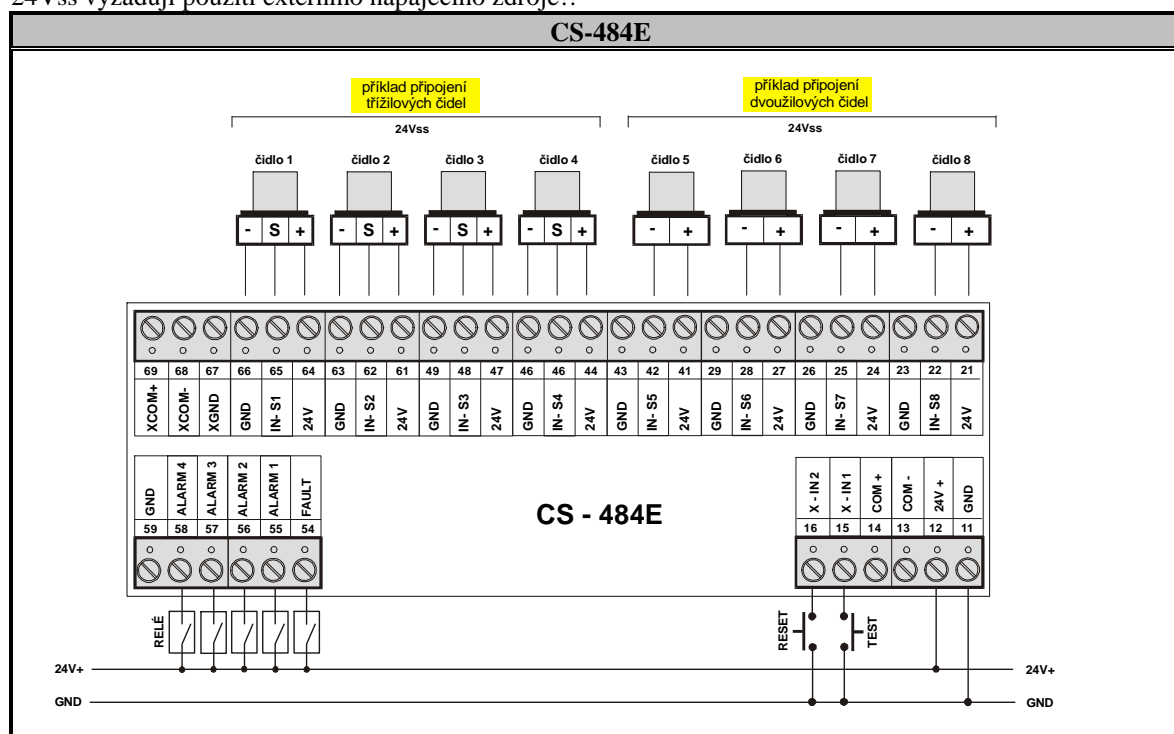 24Vss vyžadují použití externího napájecího zdroje!!
CS-484E
příklad připojení
třížilových čidel
příklad připojení
dvoužilových čidel
24Vss 24Vss
čidlo 1 čidlo 2 čidlo 3 čidlo 4 čidlo 5 čidlo 6 čidlo 7 čidlo 8
- S + - S + - S + - S + - + - + - + - +
69 68 67 66 65 64 63 62 61 49 48 47 46 46 44 43 42 41 29 28 27 26 25 24 23 22 21
XCOM+ XCOM- XGND GND IN- S1 24V GND IN- S2 24V GND IN- S3 24V GND IN- S4 24V GND IN- S5 24V GND IN- S6 24V GND IN- S7 24V GND IN- S8 24V
GND ALARM 4 ALARM 3 ALARM 2 ALARM 1 FAULT
X - IN 2 X - IN 1 COM + COM - 24V + GND
CS - 484E
59 58 57 56 55 54
16 15 14 13 12 11
RELÉ
RESET TEST
24V+ 24V+
GND GND